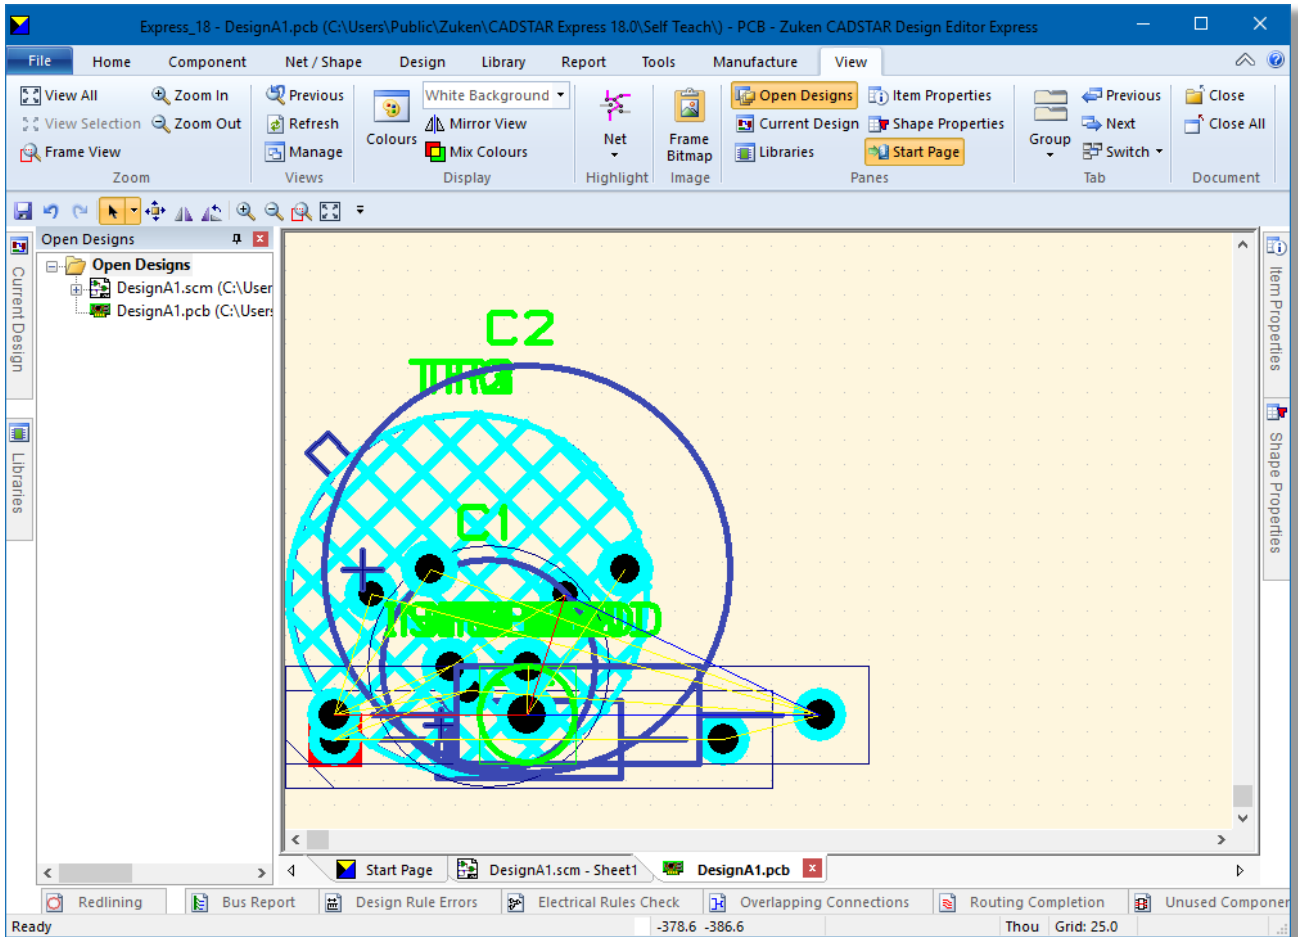 Express_18 - DesignA1.pcb (C:\Users\Public\Zuken\CADSTAR Express 18.0\Self Teach\) - PCB - Zuken CADSTAR Design Editor Express
File Home Component Net / Shape Design Library Report Tools Manufacture View
View All Zoom In Previous White Background Open Designs Item Properties Previous Close
View Selection Zoom Out Refresh Colours Mirror View Net Frame Bitmap Current Design Shape Properties Group Next Close All
Frame View Manage Mix Colours Libraries Start Page Switch
Zoom Views Display Highlight Image Panes Tab Document
Open Designs
Open Designs
DesignA1.scm (C:\User
DesignA1.pcb (C:\Users
Current Design
Libraries
Item Properties
Shape Properties
C2
C1
Start Page DesignA1.scm - Sheet1 DesignA1.pcb
Redlining Bus Report Design Rule Errors Electrical Rules Check Overlapping Connections Routing Completion Unused Componen
Ready -378.6 -386.6 Thou Grid: 25.0